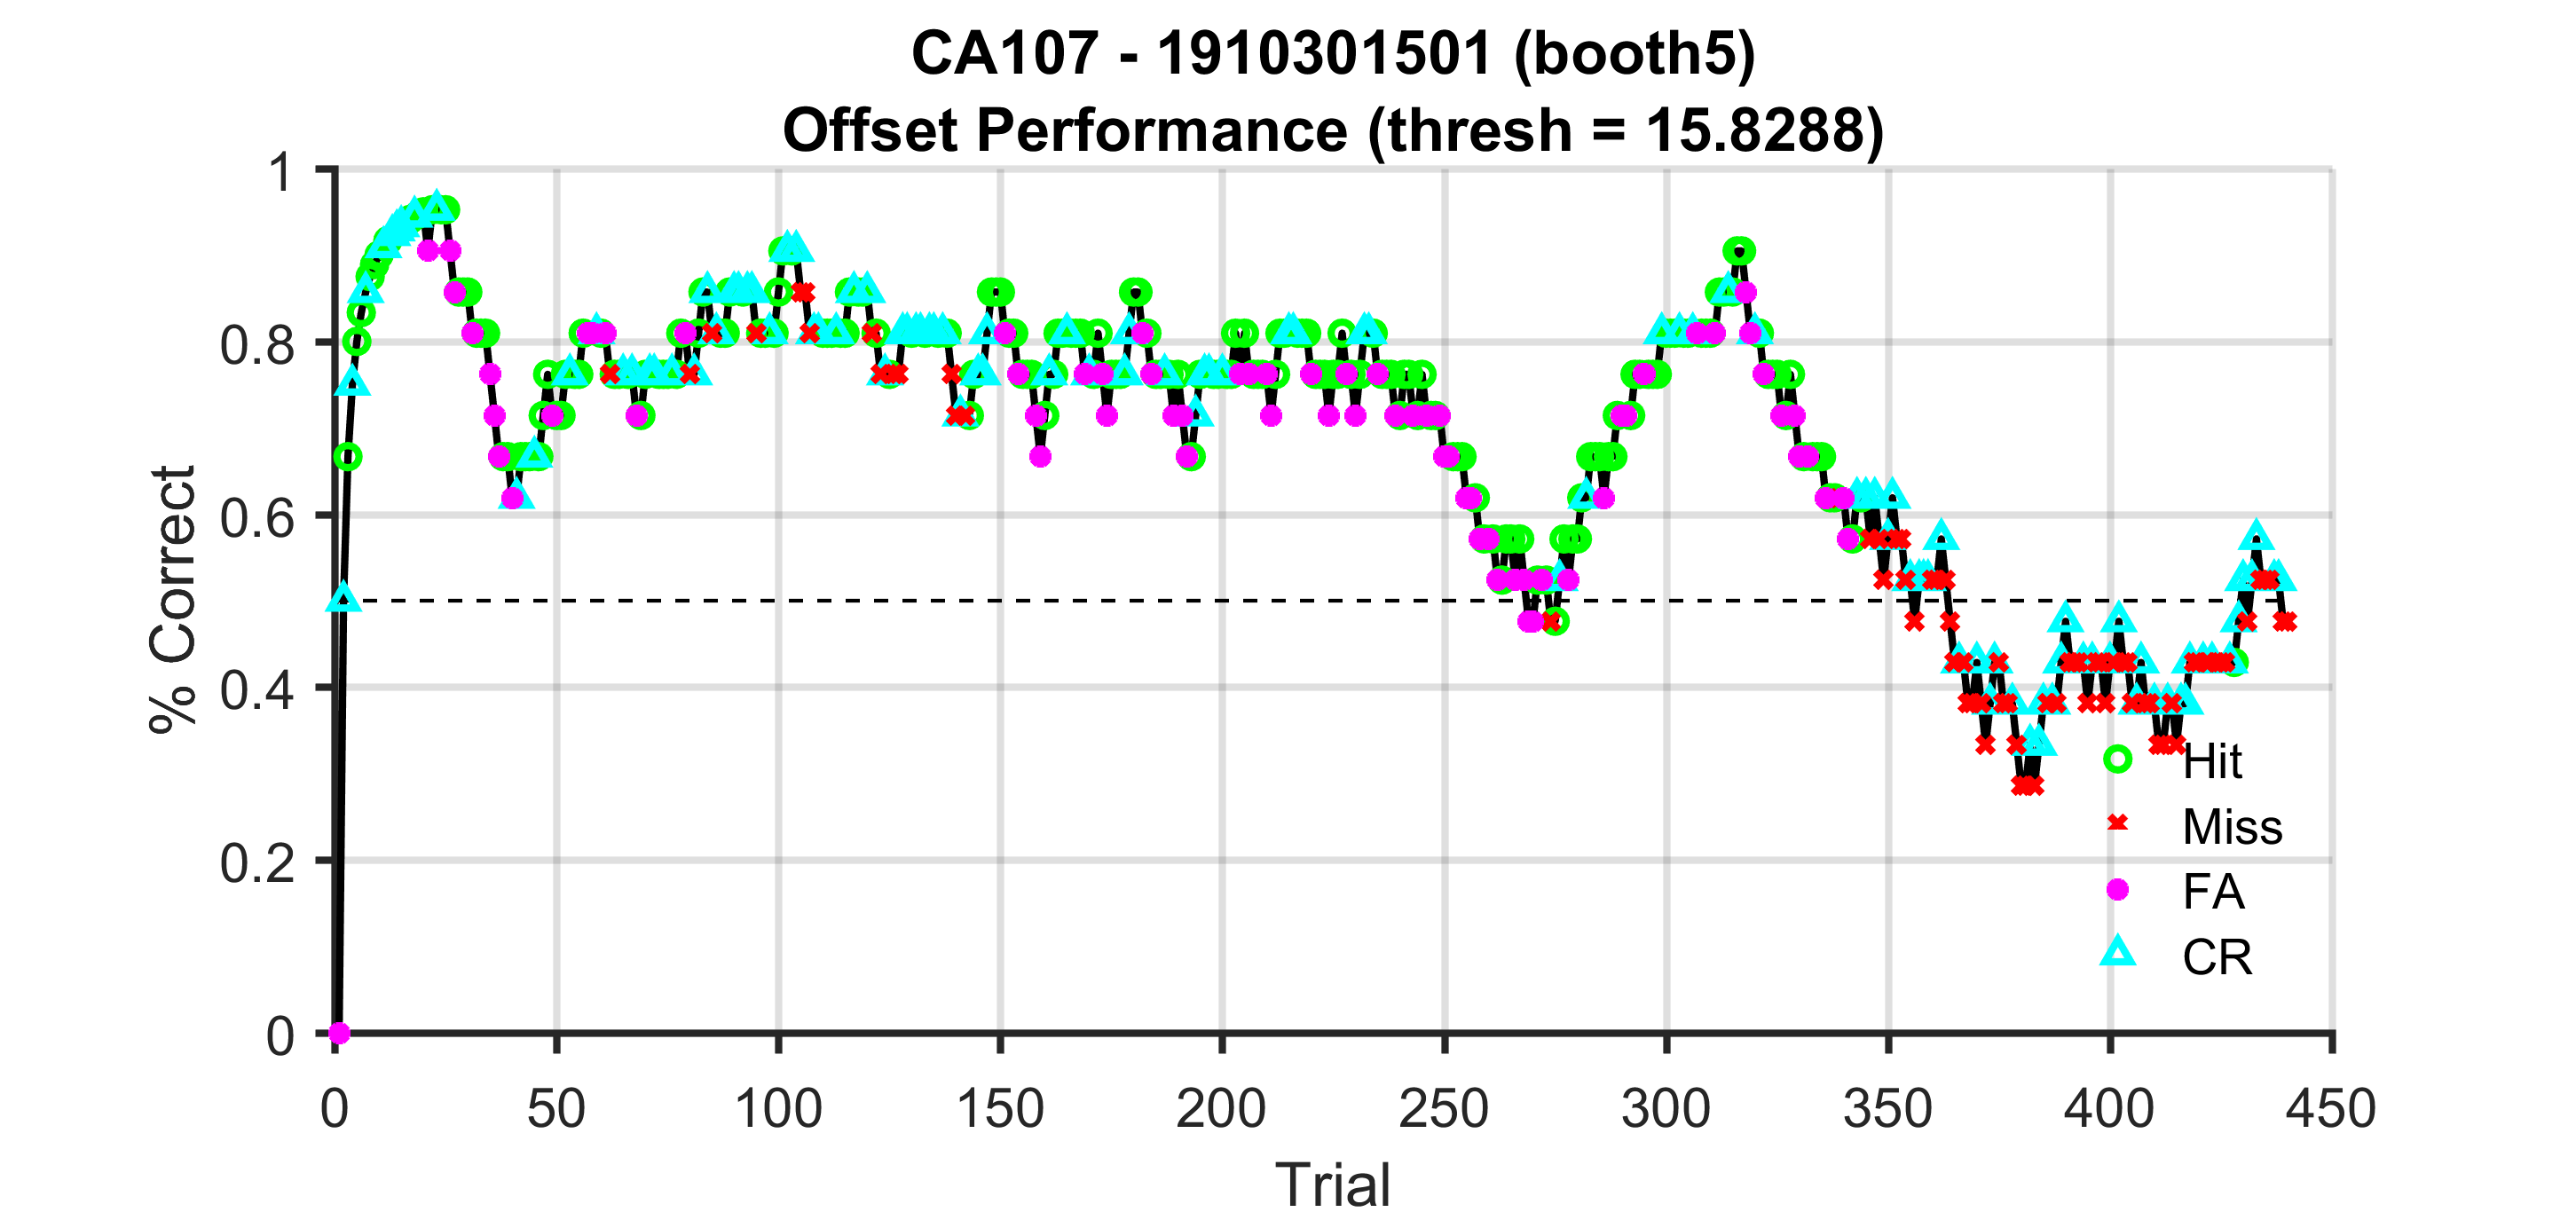 CA107 - 1910301501 (booth5)
Offset Performance (thresh = 15.8288)
1
0.8
0.6
0.4
0.2
0
% Correct
0 50 100 150 200 250 300 350 400 450
Trial
Hit
Miss
FA
CR